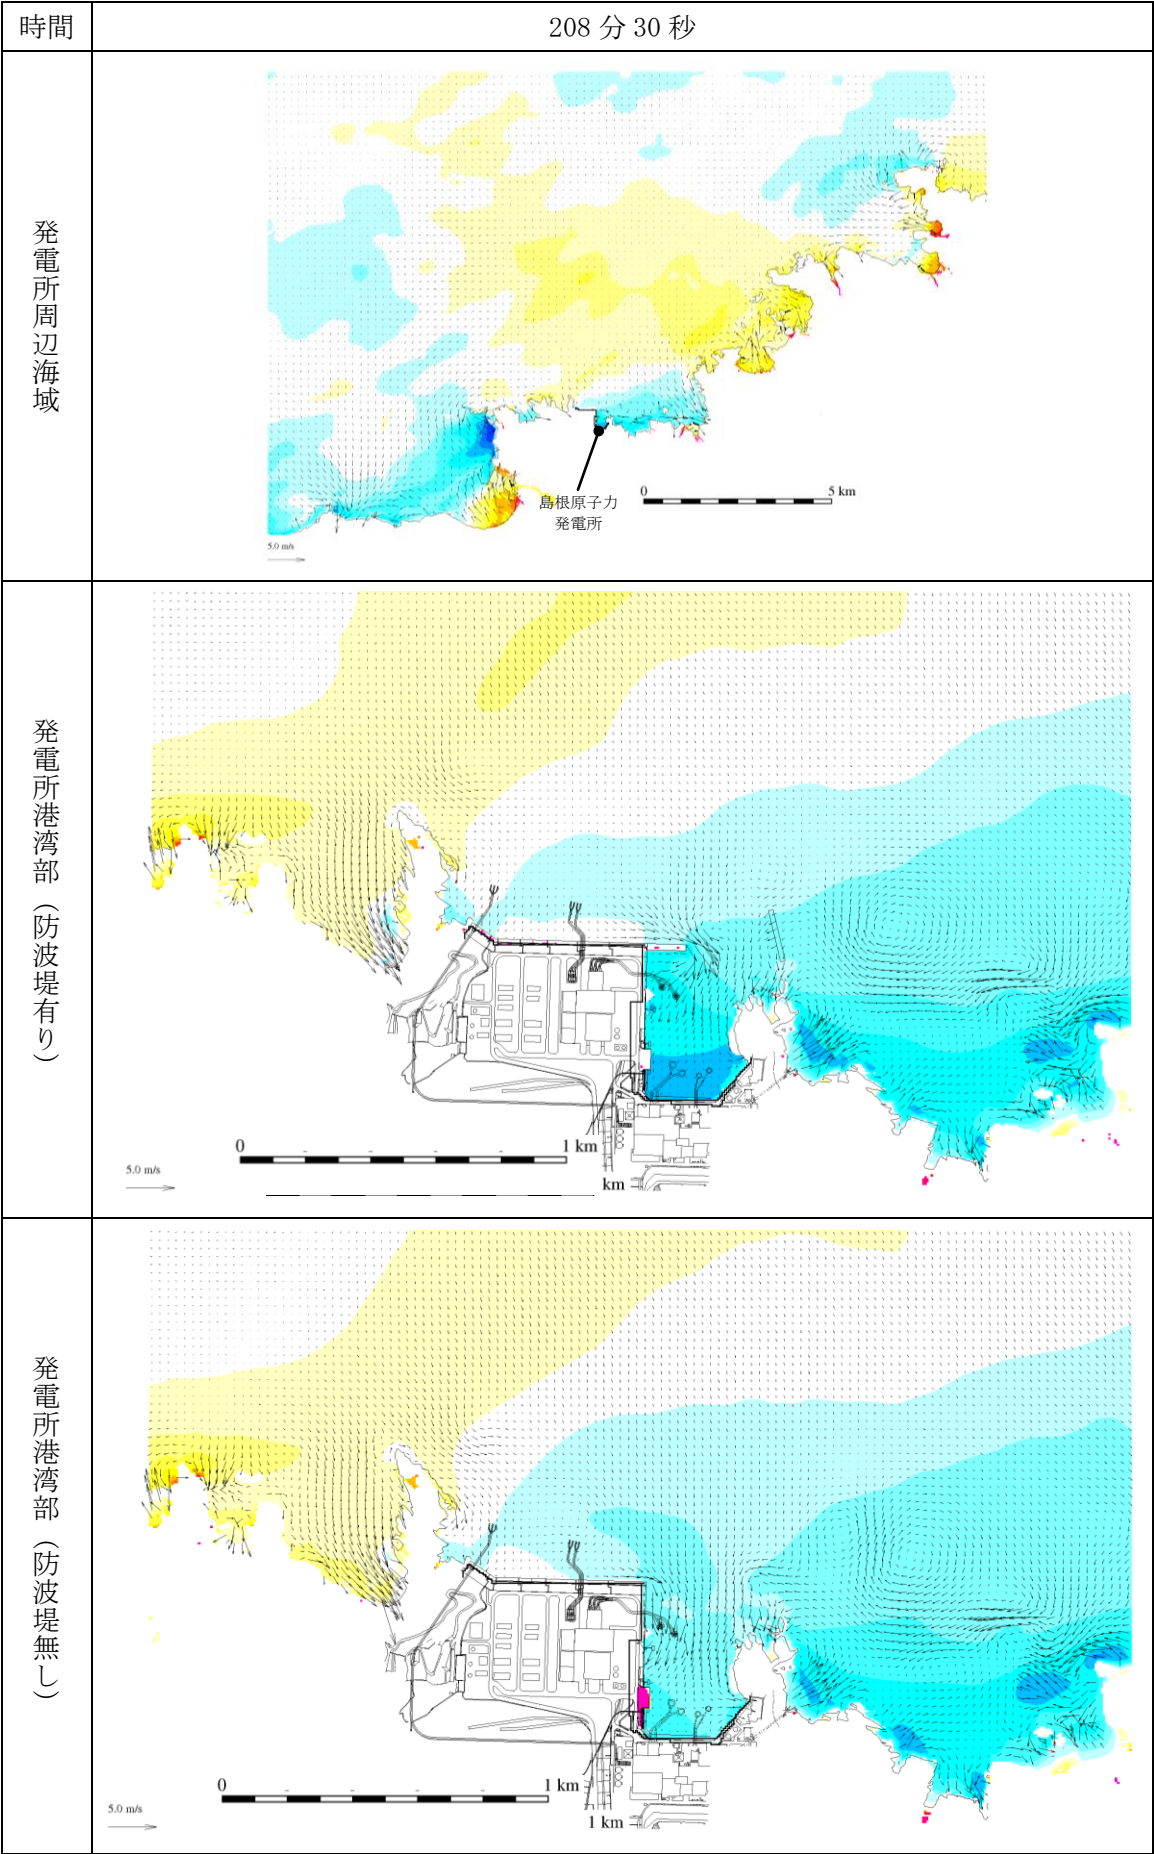 時間
208 分 30 秒
発電所周辺海域
島根原子力
発電所
0 5 km
5.0 m/s
発電所港湾部（防波堤有り）
0 1 km
5.0 m/s
km
発電所港湾部（防波堤無し）
0 1 km
5.0 m/s
1 km